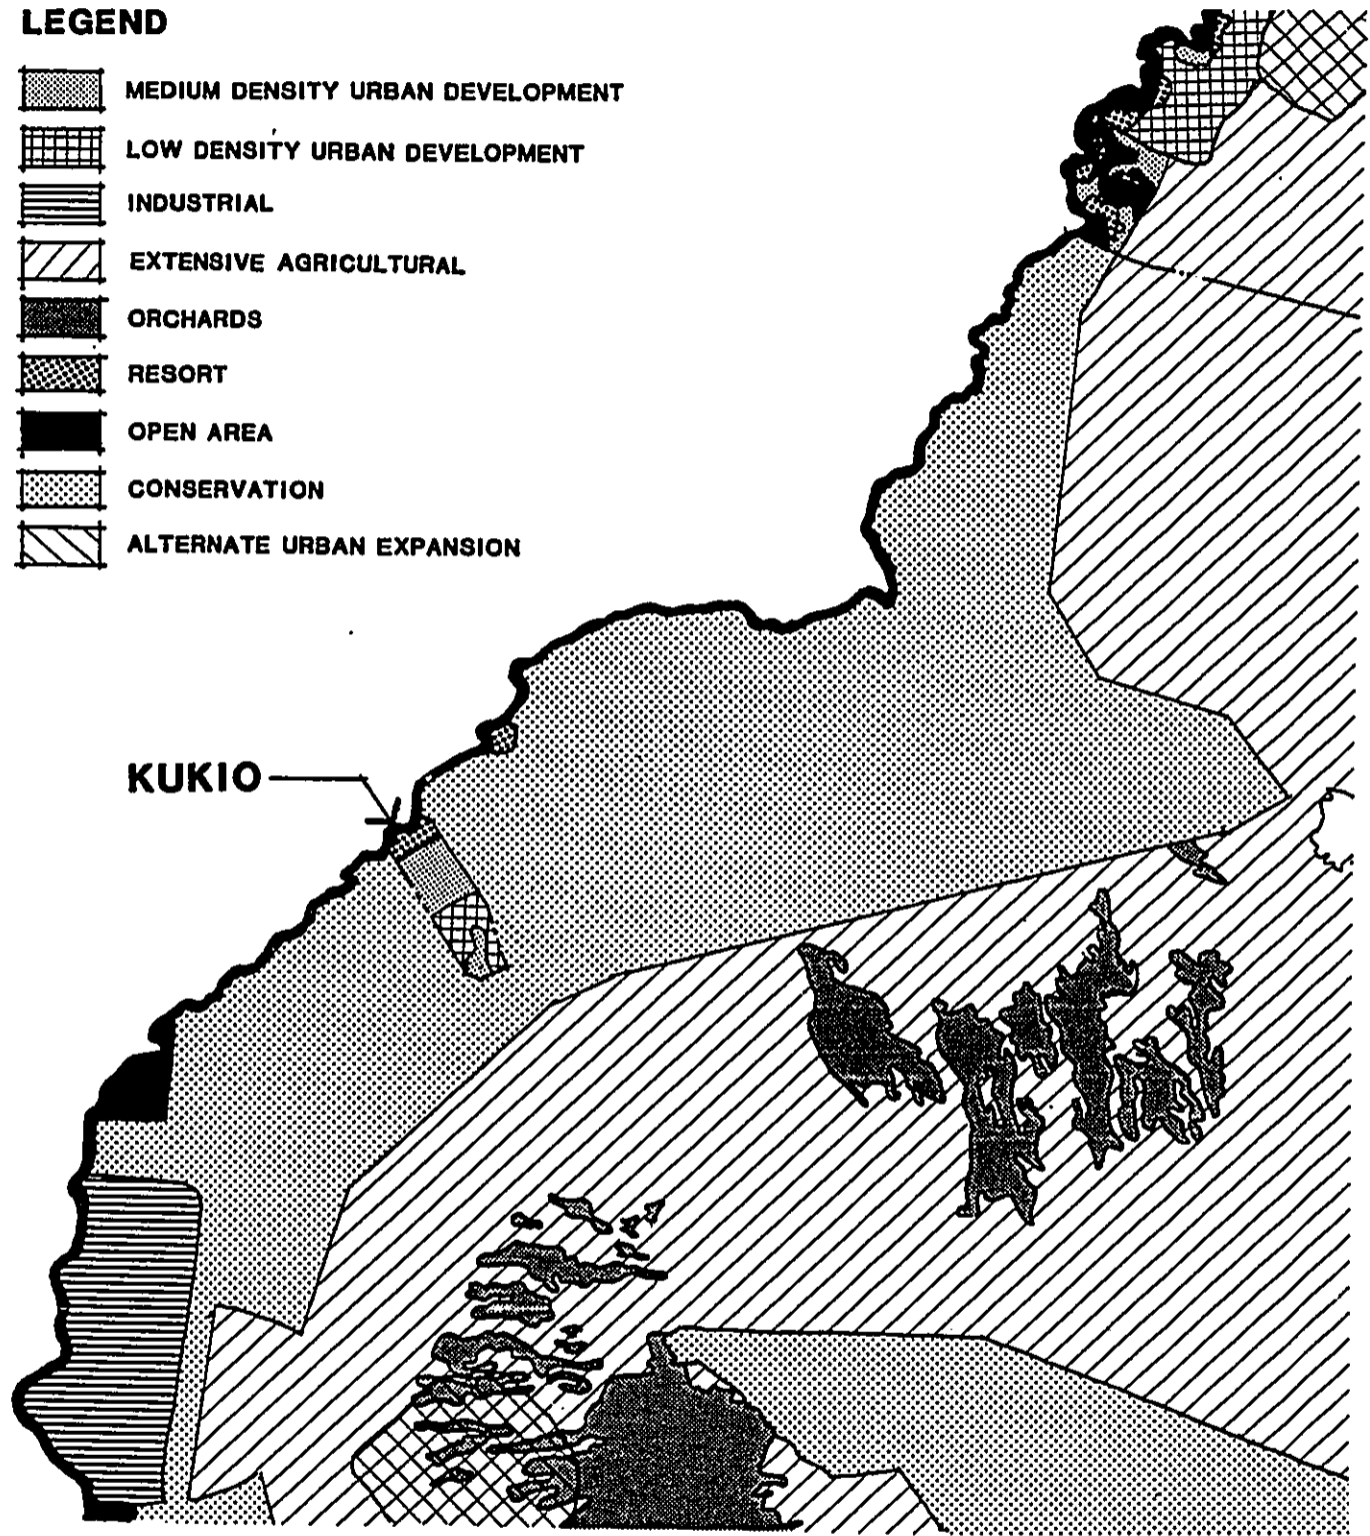 LEGEND
MEDIUM DENSITY URBAN DEVELOPMENT
LOW DENSITY URBAN DEVELOPMENT
INDUSTRIAL
EXTENSIVE AGRICULTURAL
ORCHARDS
RESORT
OPEN AREA
CONSERVATION
ALTERNATE URBAN EXPANSION
KUKIO